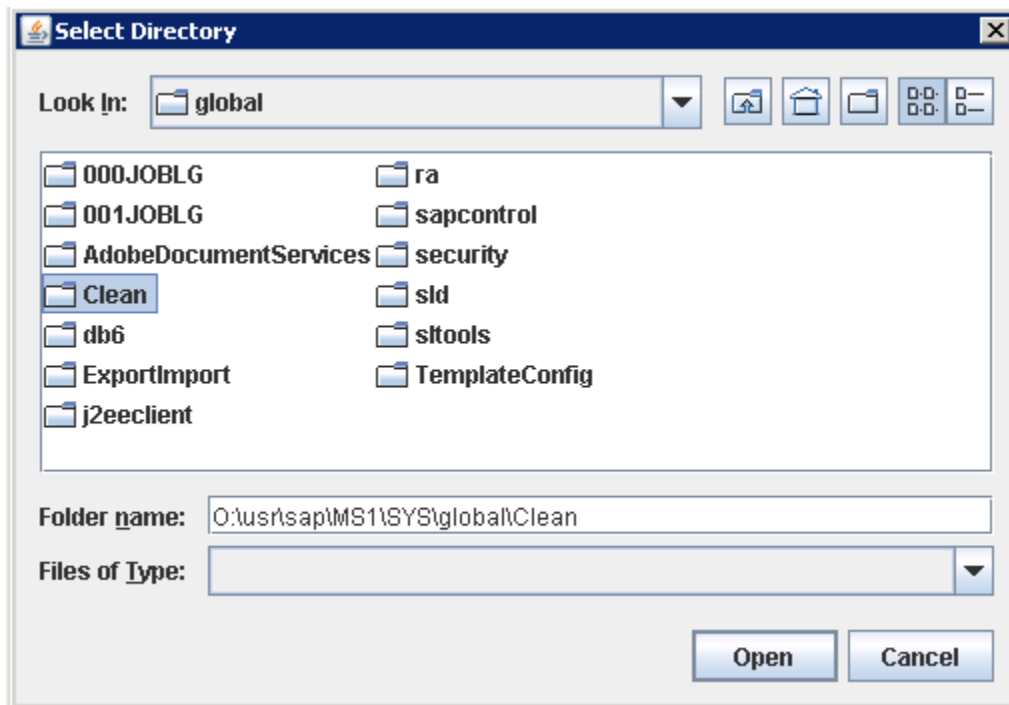 Select Directory
Look In: global
000JOBLG
001JOBLG
AdobeDocumentServices
Clean
db6
ExportImport
j2eeclient
ra
sapcontrol
security
sld
sltools
TemplateConfig
Folder name: O:\usr\sap\MS1\SYS\global\Clean
Files of Type:
Open Cancel